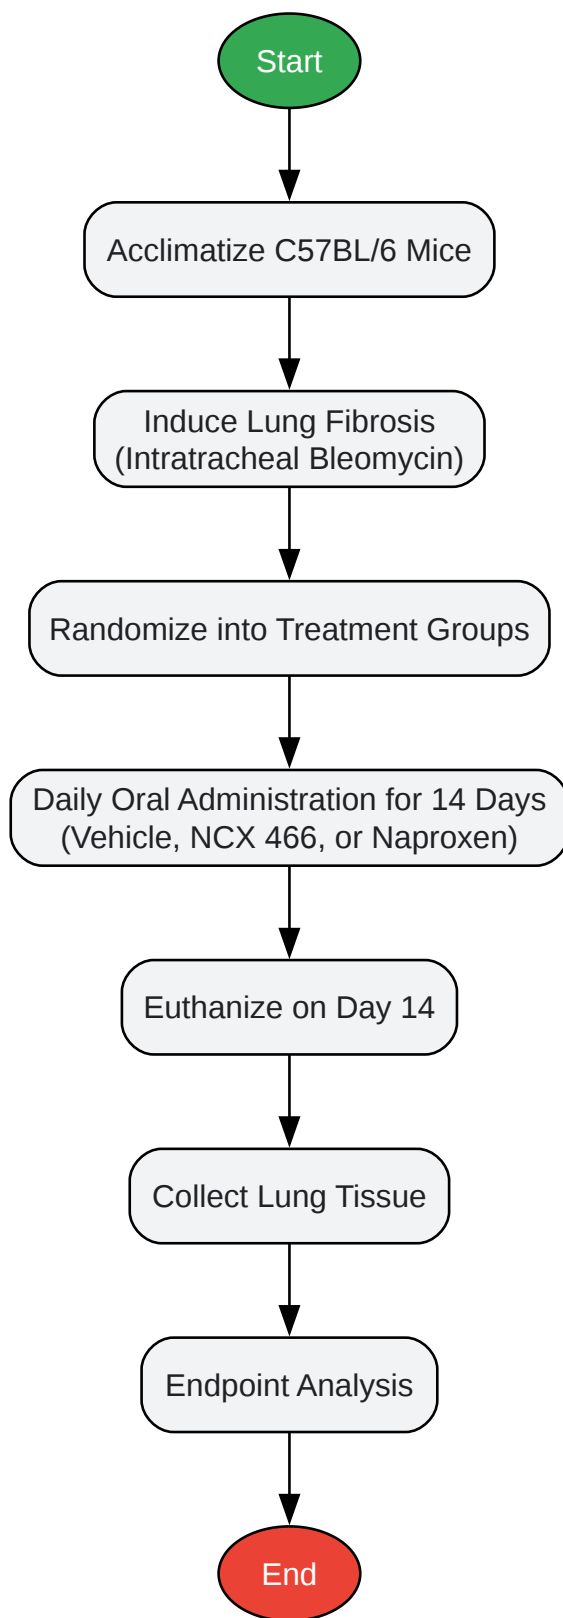 Start
Acclimatize C57BL/6 Mice
Induce Lung Fibrosis
(Intratracheal Bleomycin)
Randomize into Treatment Groups
Daily Oral Administration for 14 Days
(Vehicle, NCX 466, or Naproxen)
Euthanize on Day 14
Collect Lung Tissue
Endpoint Analysis
End